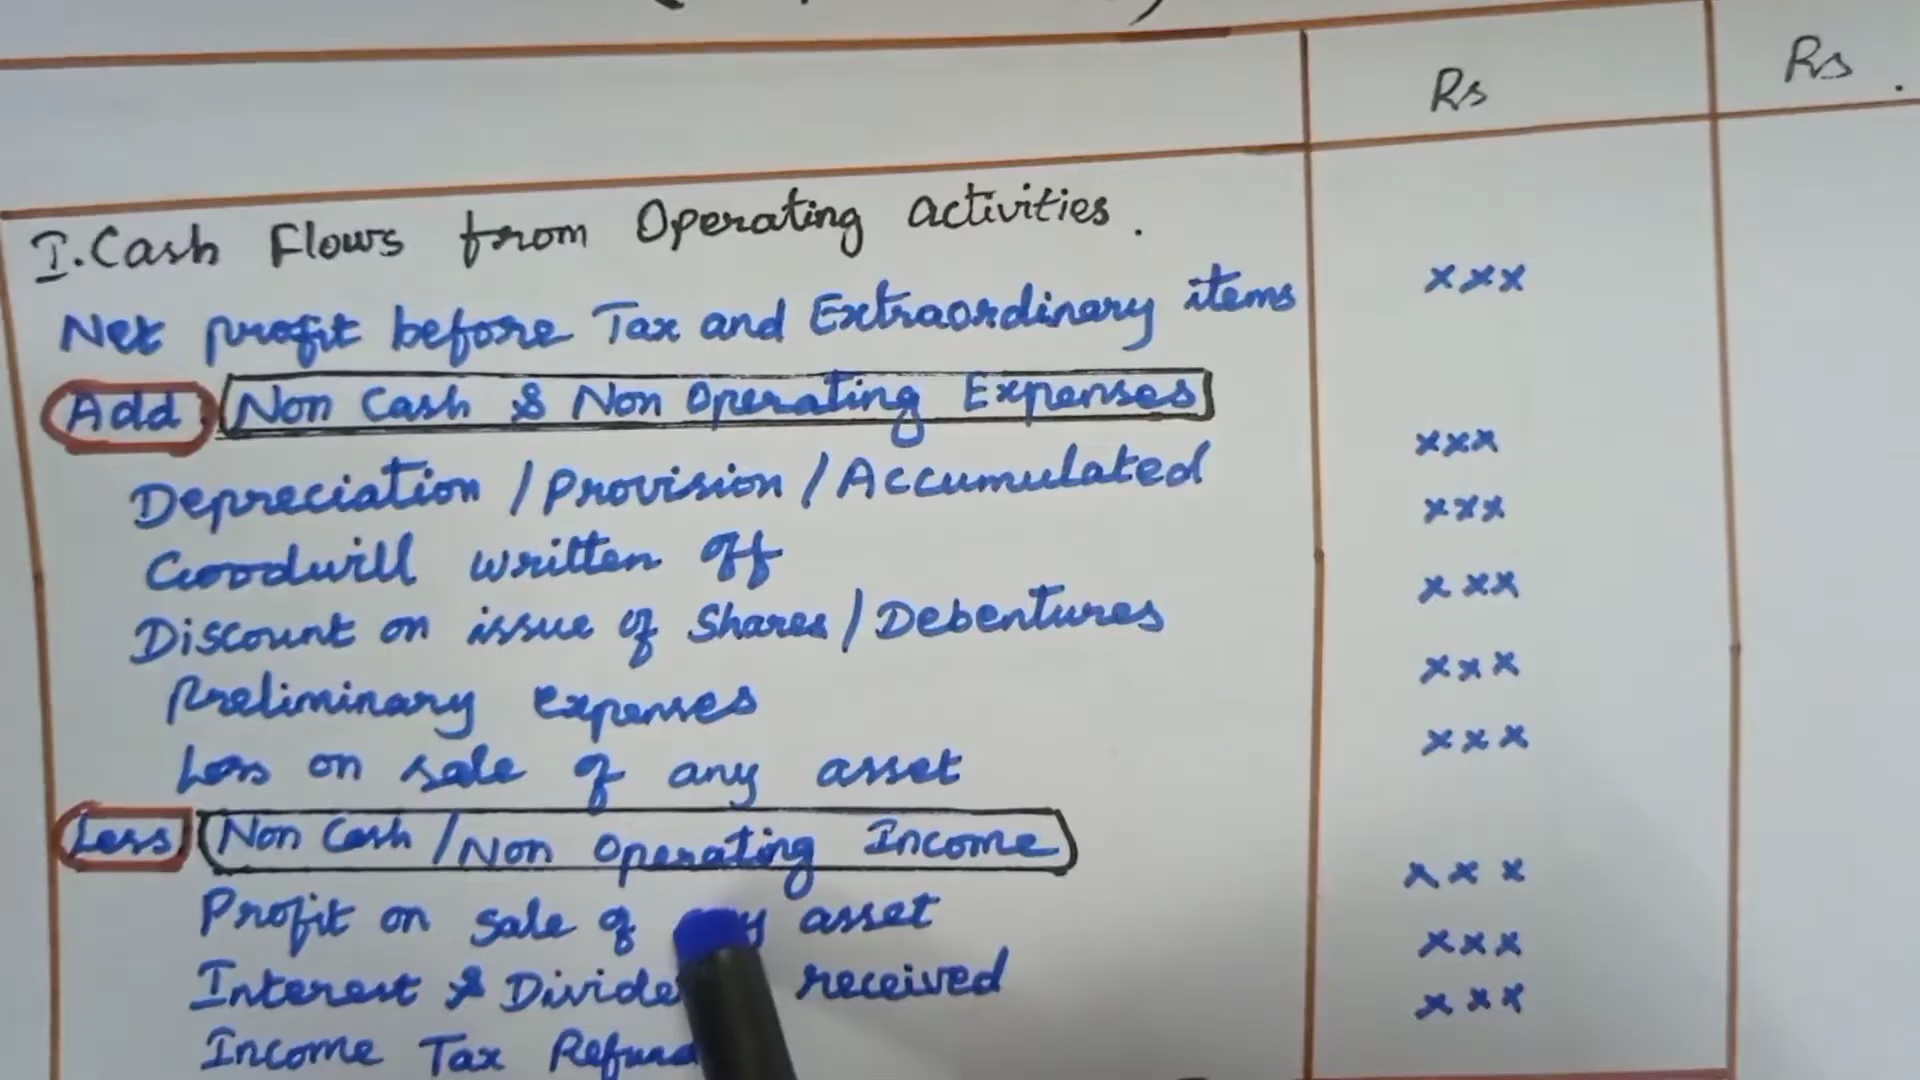 Rs Rs.
I. Cash Flows from Operating activities.
Net profit before Tax and Extraordinary items xxx
Add. Non Cash & Non Operating Expenses
Depreciation / Provision / Accumulated xxx
Goodwill written off xxx
Discount on issue of Shares / Debentures xxx
Preliminary expenses xxx
Loss on sale of any asset xxx
Less Non Cash / Non Operating Income
Profit on sale of asset xxx
Interest & received xxx
Income Tax xxx